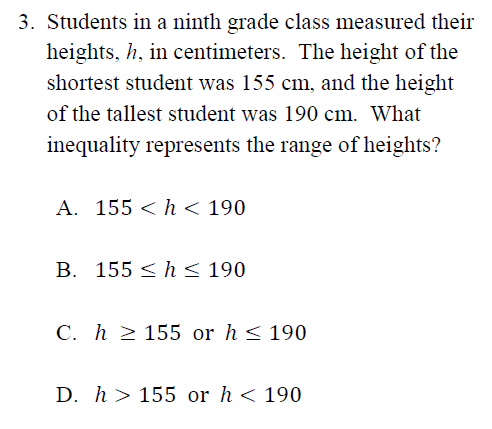 3. Students in a ninth grade class measured their
heights, h, in centimeters. The height of the
shortest student was 155 cm, and the height
of the tallest student was 190 cm. What
inequality represents the range of heights?
A. 155 < h < 190
B. 155 ≤ h ≤ 190
C. h ≥ 155 or h ≤ 190
D. h > 155 or h < 190